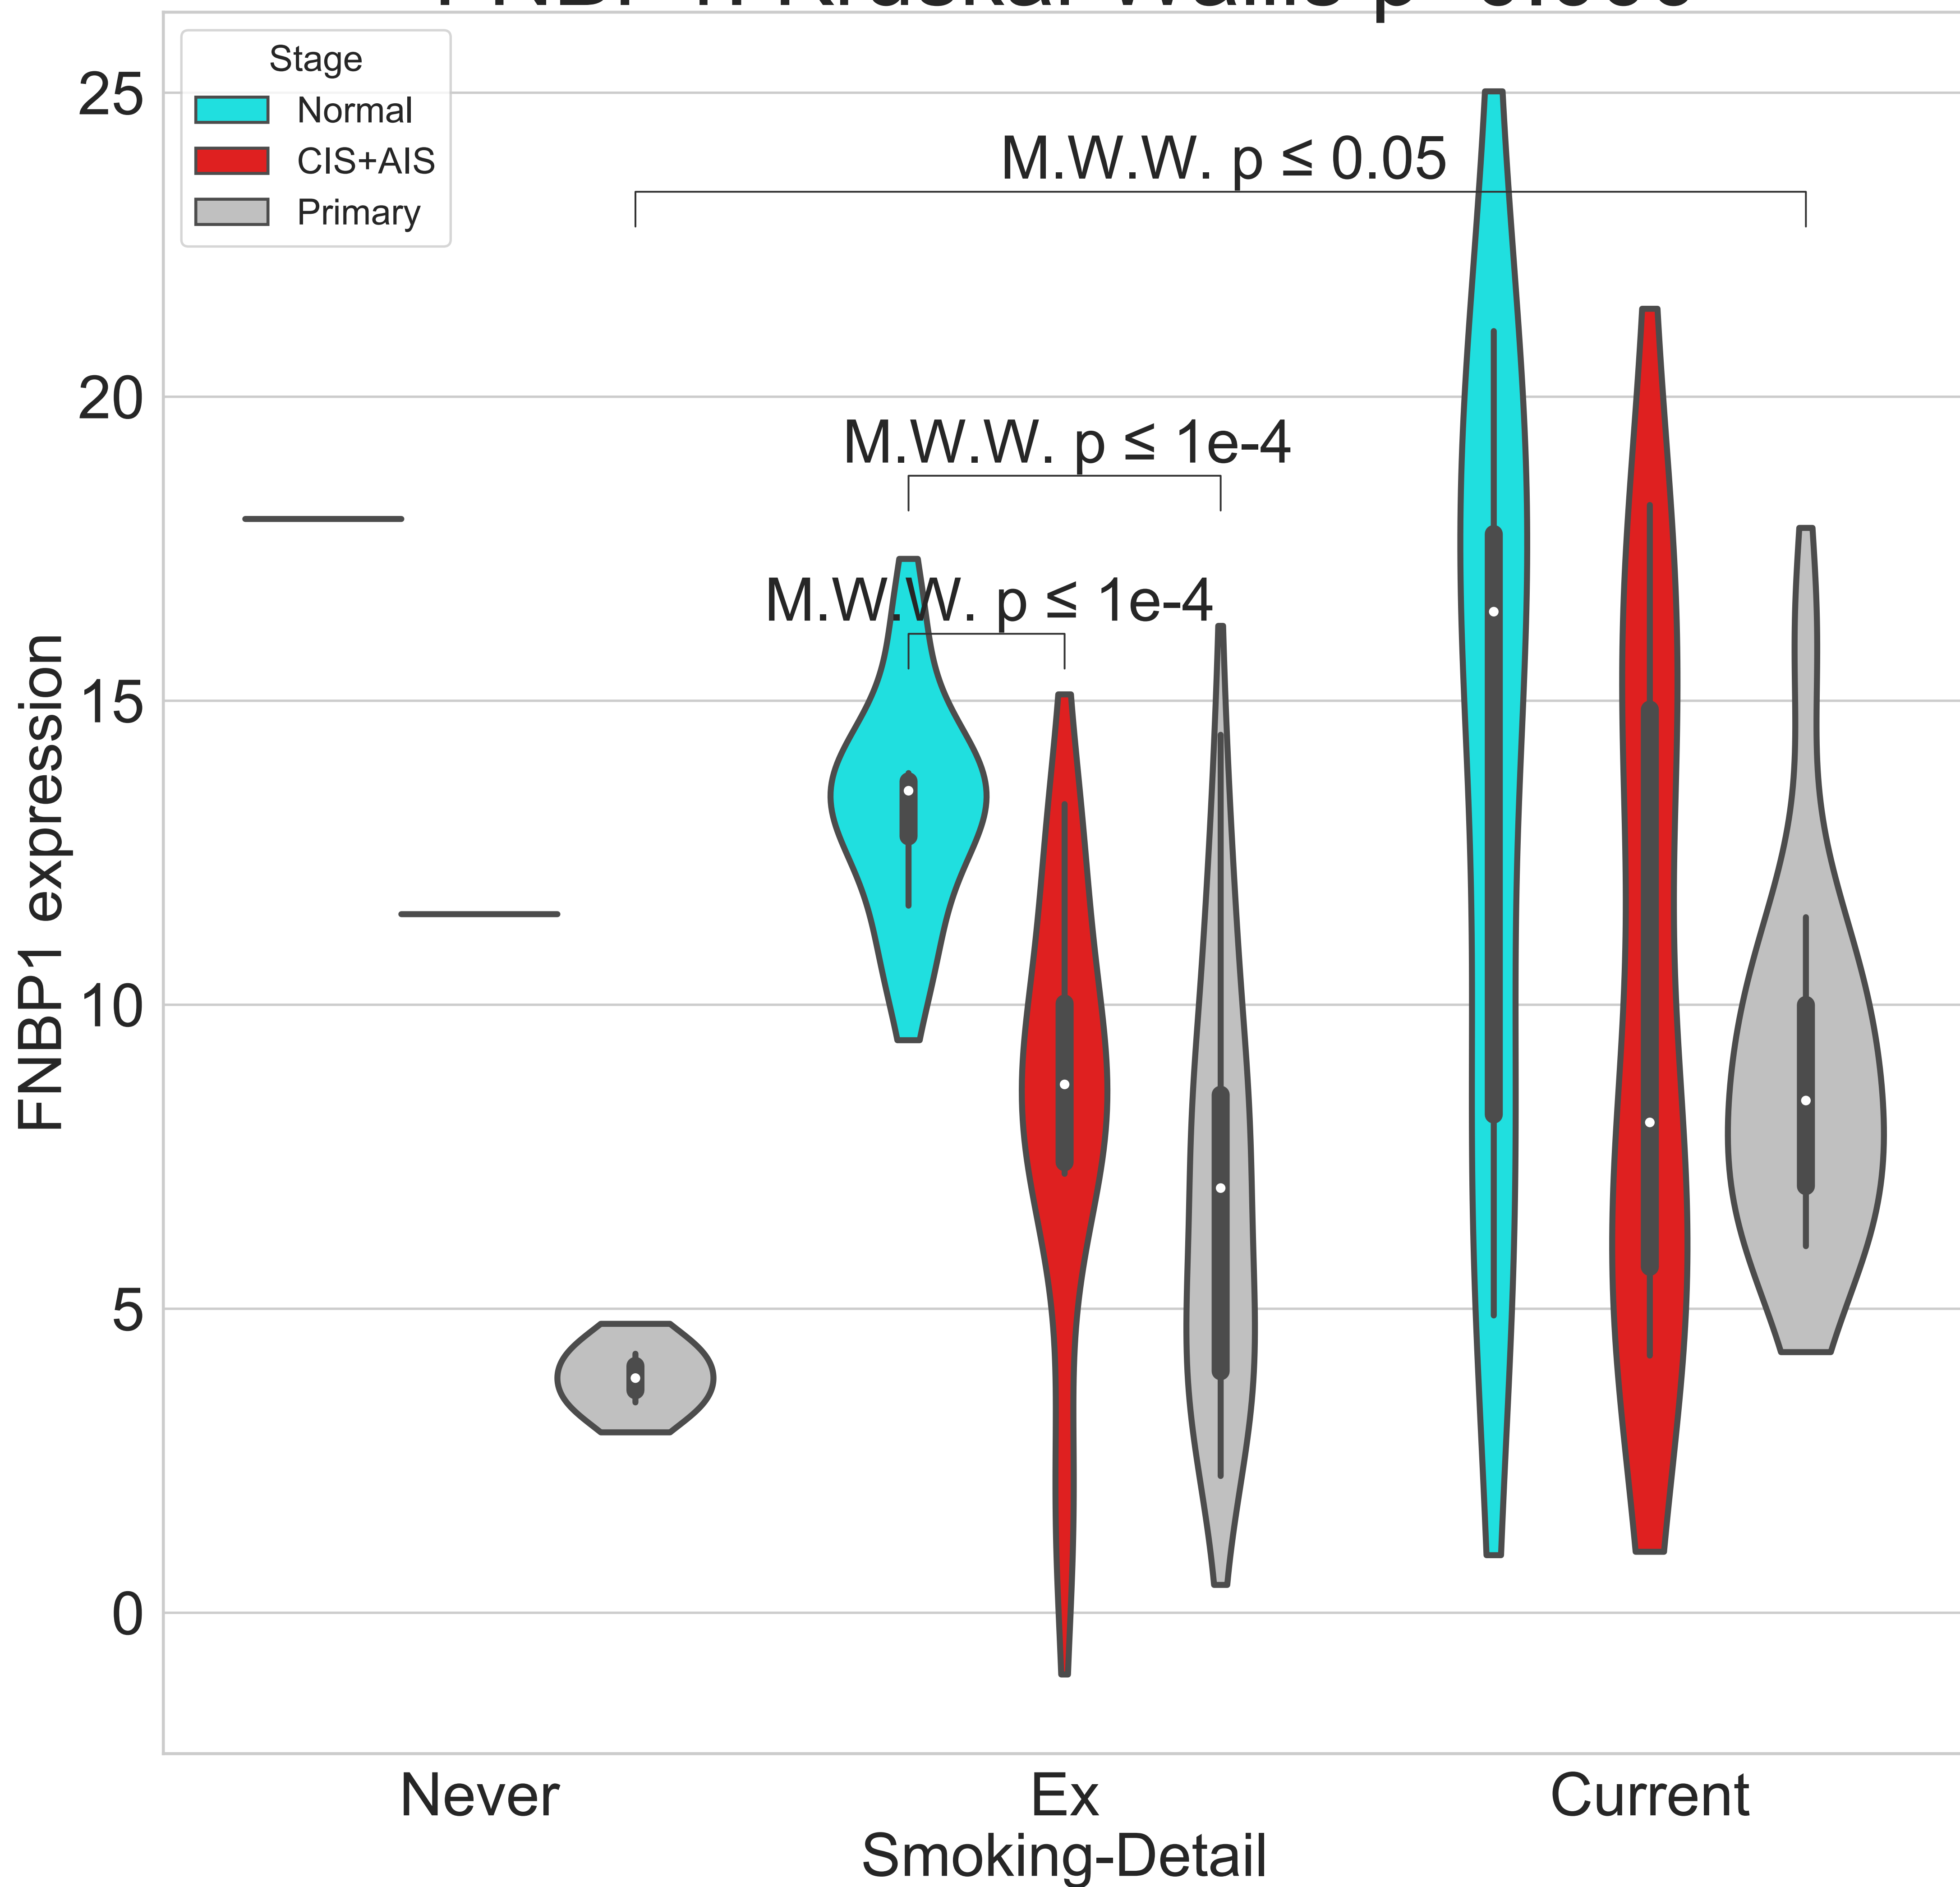 Stage
Normal
CIS+AIS
Primary
25
20
15
10
5
0
FNBP1 expression
M.W.W. p ≤ 0.05
M.W.W. p ≤ 1e-4
M.W.W. p ≤ 1e-4
Never
Ex
Current
Smoking-Detail